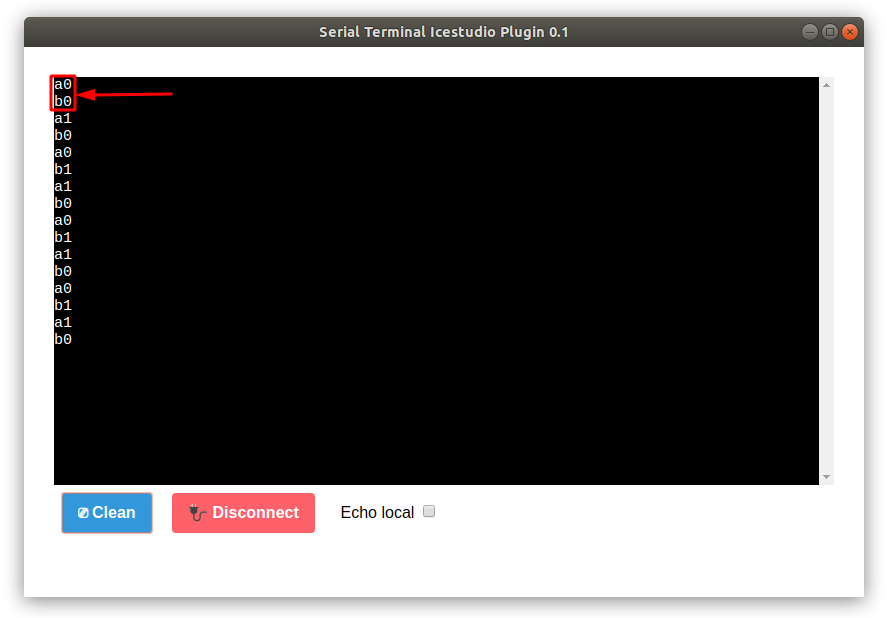 Serial Terminal Icestudio Plugin 0.1
a0
b0
a1
b0
a0
b1
a1
b0
a0
b1
a1
b0
a0
b1
a1
b0
Clean
Disconnect
Echo local